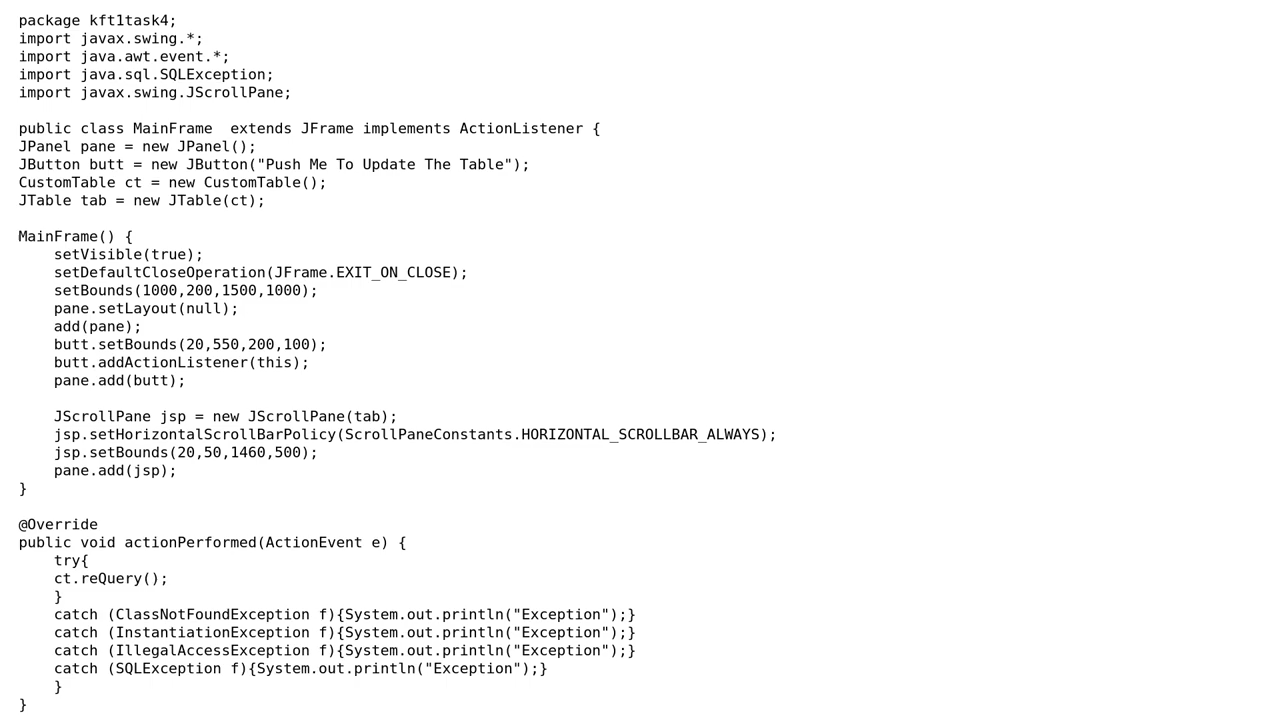 package kft1task4;
import javax.swing.*;
import java.awt.event.*;
import java.sql.SQLException;
import javax.swing.JScrollPane;

public class MainFrame  extends JFrame implements ActionListener {
JPanel pane = new JPanel();
JButton butt = new JButton("Push Me To Update The Table");
CustomTable ct = new CustomTable();
JTable tab = new JTable(ct);

MainFrame() {
    setVisible(true);
    setDefaultCloseOperation(JFrame.EXIT_ON_CLOSE);
    setBounds(1000,200,1500,1000);
    pane.setLayout(null);
    add(pane);
    butt.setBounds(20,550,200,100);
    butt.addActionListener(this);
    pane.add(butt);

    JScrollPane jsp = new JScrollPane(tab);
    jsp.setHorizontalScrollBarPolicy(ScrollPaneConstants.HORIZONTAL_SCROLLBAR_ALWAYS);
    jsp.setBounds(20,50,1460,500);
    pane.add(jsp);
}

@Override
public void actionPerformed(ActionEvent e) {
    try{
    ct.reQuery();
    }
    catch (ClassNotFoundException f){System.out.println("Exception");}
    catch (InstantiationException f){System.out.println("Exception");}
    catch (IllegalAccessException f){System.out.println("Exception");}
    catch (SQLException f){System.out.println("Exception");}
    }
}